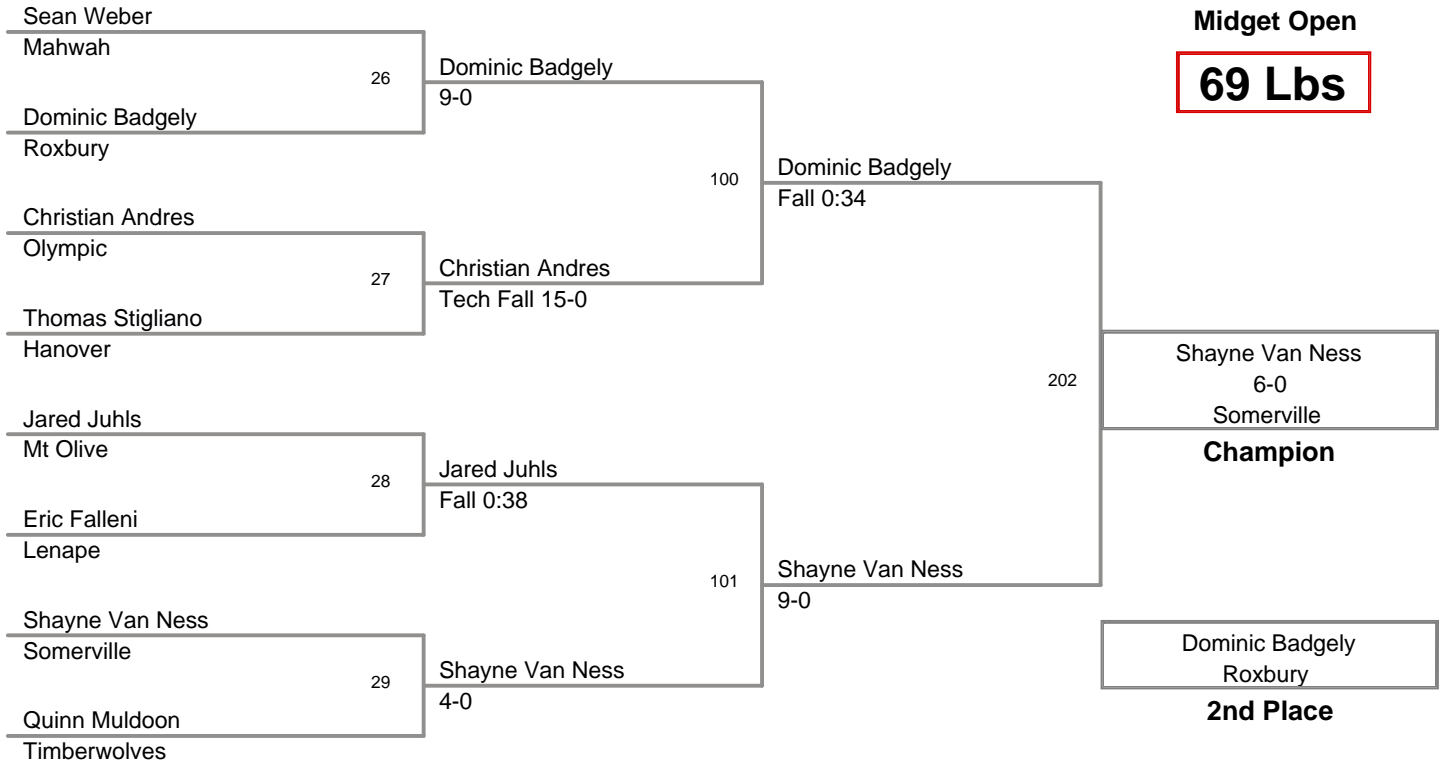 Midget Open
69 Lbs
Sean Weber
Mahwah
26
Dominic Badgely
Roxbury
Dominic Badgely
9-0
Christian Andres
Olympic
27
Thomas Stigliano
Hanover
Christian Andres
Tech Fall 15-0
100
Dominic Badgely
Fall 0:34
Jared Juhls
Mt Olive
28
Eric Falleni
Lenape
Jared Juhls
Fall 0:38
Shayne Van Ness
Somerville
29
Quinn Muldoon
Timberwolves
Shayne Van Ness
4-0
101
Shayne Van Ness
9-0
202
Shayne Van Ness
6-0
Somerville
Champion
Dominic Badgely
Roxbury
2nd Place